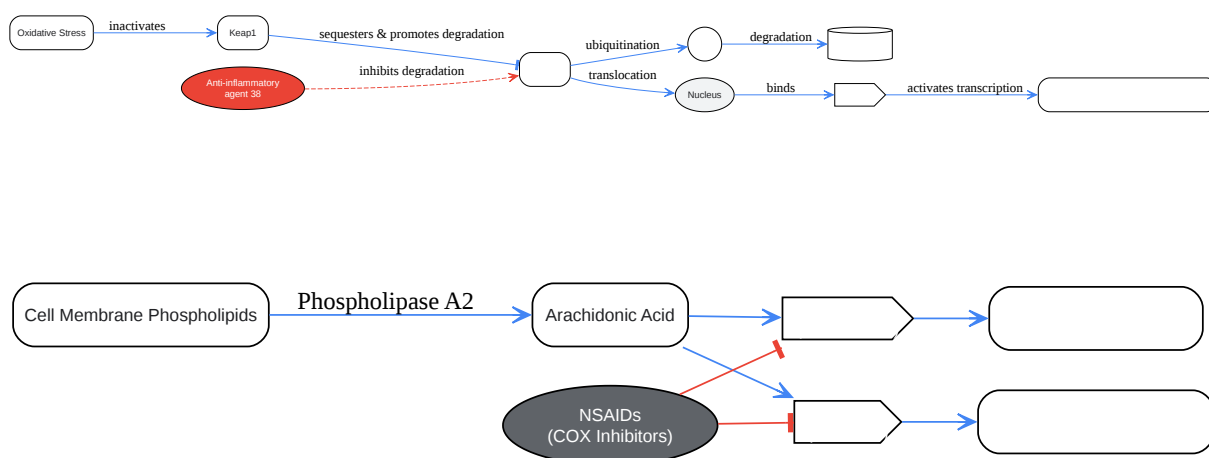 Oxidative Stress
inactivates
Keap1
sequesters & promotes degradation
Anti-inflammatory
agent 38
inhibits degradation
ubiquitination
translocation
degradation
Nucleus
binds
activates transcription
Cell Membrane Phospholipids
Phospholipase A2
Arachidonic Acid
NSAIDs
(COX Inhibitors)